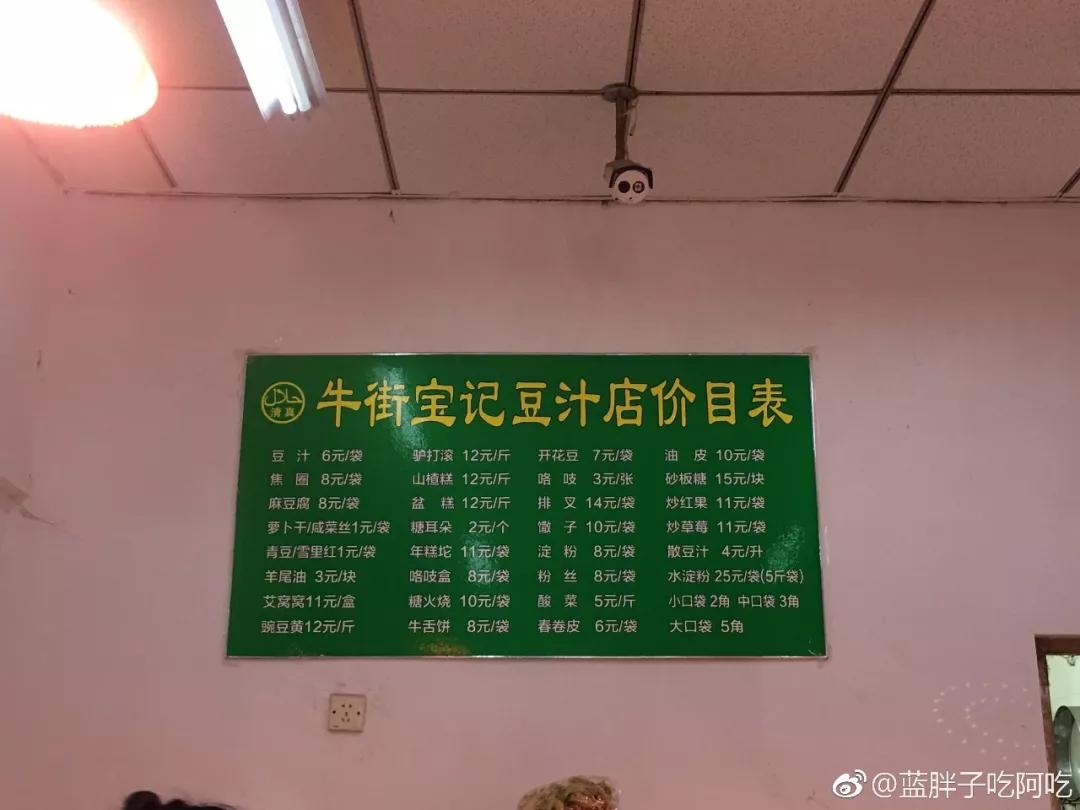 حلال
清真
牛街宝记豆汁店价目表
豆汁 6元/袋 驴打滚 12元/斤 开花豆 7元/袋 油皮 10元/袋
焦圈 8元/袋 山楂糕 12元/斤 咯吱 3元/张 砂板糖 15元/块
麻豆腐 8元/袋 盆糕 12元/斤 排叉 14元/袋 炒红果 11元/袋
萝卜干/咸菜丝1元/袋 糖耳朵 2元/个 馓子 10元/袋 炒草莓 11元/袋
青豆/雪里红1元/袋 年糕坨 11元/袋 淀粉 8元/袋 散豆汁 4元/升
羊尾油 3元/块 咯吱盒 8元/袋 粉丝 8元/袋 水淀粉 25元/袋(5斤袋)
艾窝窝11元/盒 糖火烧 10元/袋 酸菜 5元/斤 小口袋 2角 中口袋 3角
豌豆黄12元/斤 牛舌饼 8元/袋 春卷皮 6元/袋 大口袋 5角
@蓝胖子吃阿吃